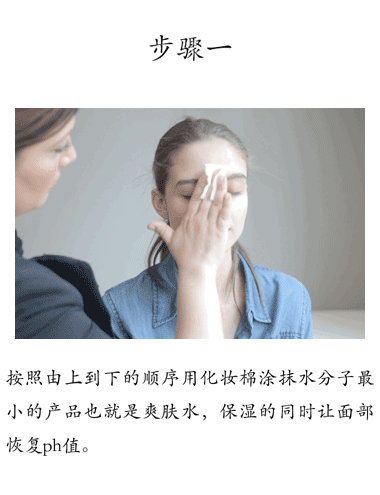 步骤一
按照由上到下的顺序用化妆棉涂抹水分子最
小的产品也就是爽肤水，保湿的同时让面部
恢复ph值。